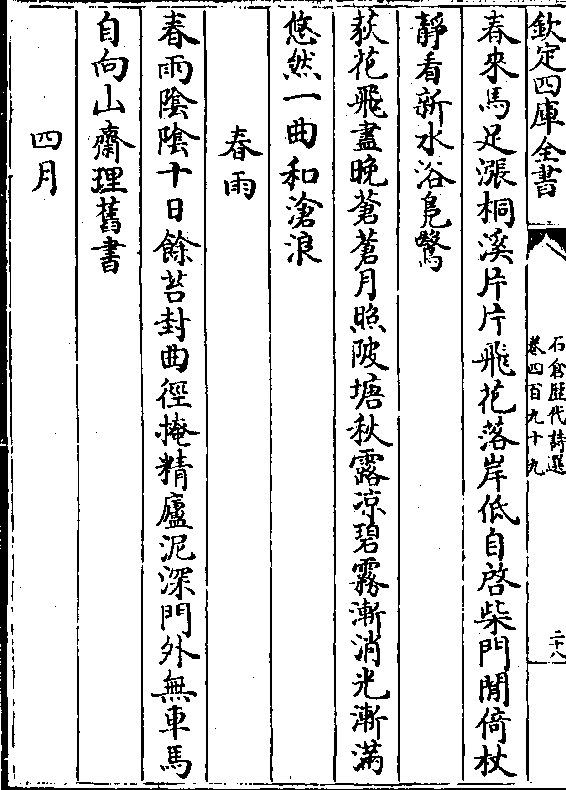 欽定四庫全書
石倉歷代詩選
卷四百九十九
二十八
春來馬足漲桐溪片片飛花落岸低自啓柴門閒倚杖
靜看新水浴鳧鷖
荻花飛盡晚蒼蒼月照陂塘秋露凉碧霧漸消光漸滿
悠然一曲和滄浪
春雨
春雨陰陰十日餘苔封曲徑掩精廬泥深門外無車馬
自向山齋理舊書
四月